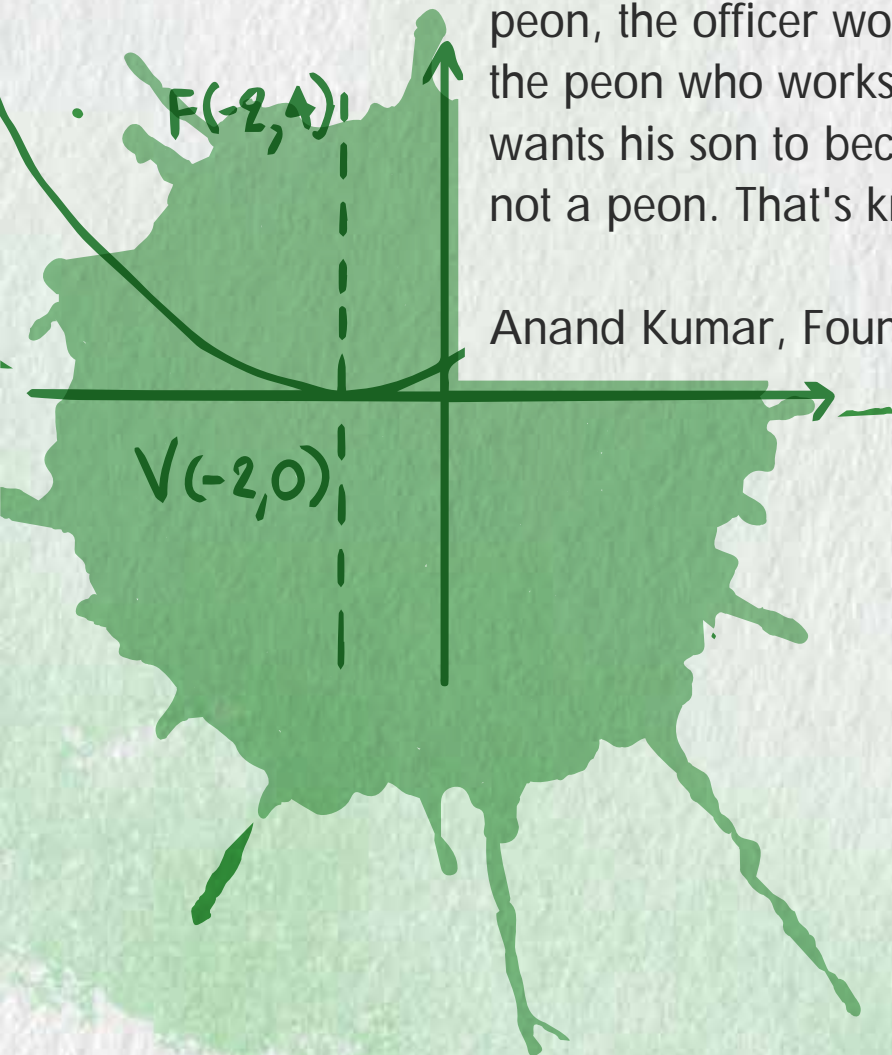 peon, the officer wo
the peon who works
wants his son to bec
not a peon. That's k
Anand Kumar, Foun
F(-2,4)
V(-2,0)